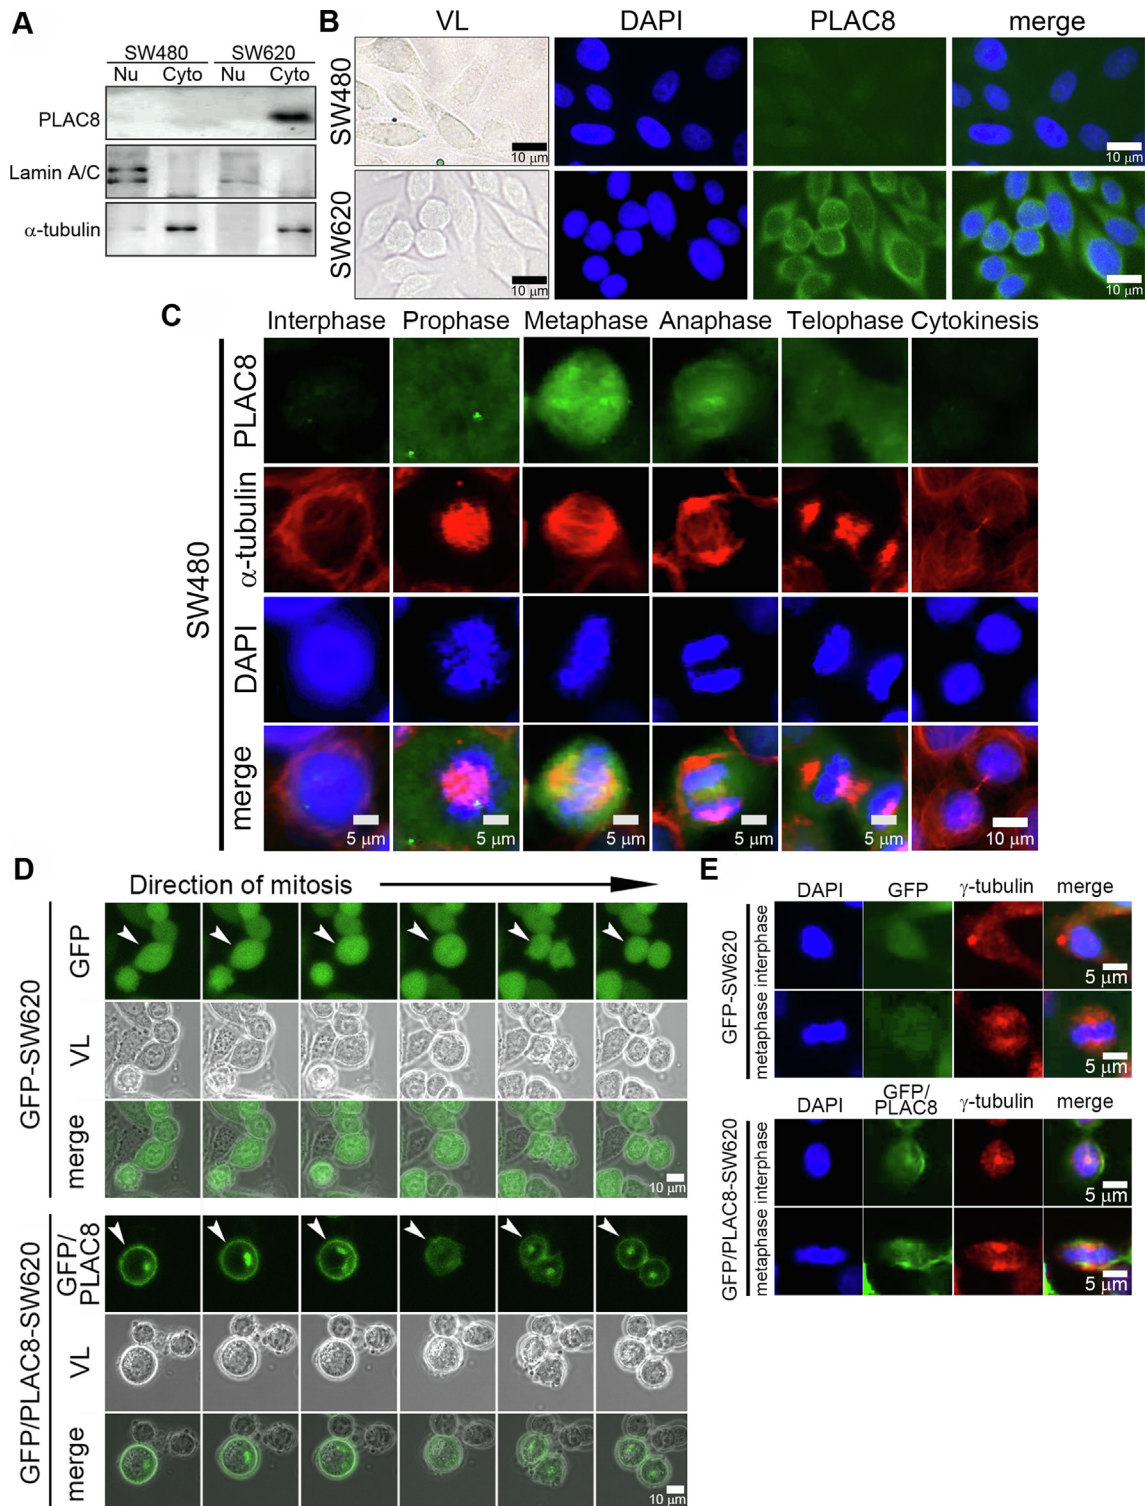 A
SW480 SW620
Nu Cyto Nu Cyto
PLAC8
Lamin A/C
α-tubulin
B
VL DAPI PLAC8 merge
SW480
10 µm 10 µm
SW620
10 µm 10 µm
C
Interphase Prophase Metaphase Anaphase Telophase Cytokinesis
SW480
PLAC8
α-tubulin
DAPI
merge
5 µm 5 µm 5 µm 5 µm 5 µm 10 µm
D
Direction of mitosis
GFP-SW620
GFP
VL
merge
10 µm
GFP/PLAC8-SW620
GFP/
PLAC8
VL
merge
10 µm
E
DAPI GFP γ-tubulin merge
GFP-SW620
interphase
5 µm
metaphase
5 µm
DAPI GFP/
PLAC8 γ-tubulin merge
GFP/PLAC8-SW620
interphase
5 µm
metaphase
5 µm